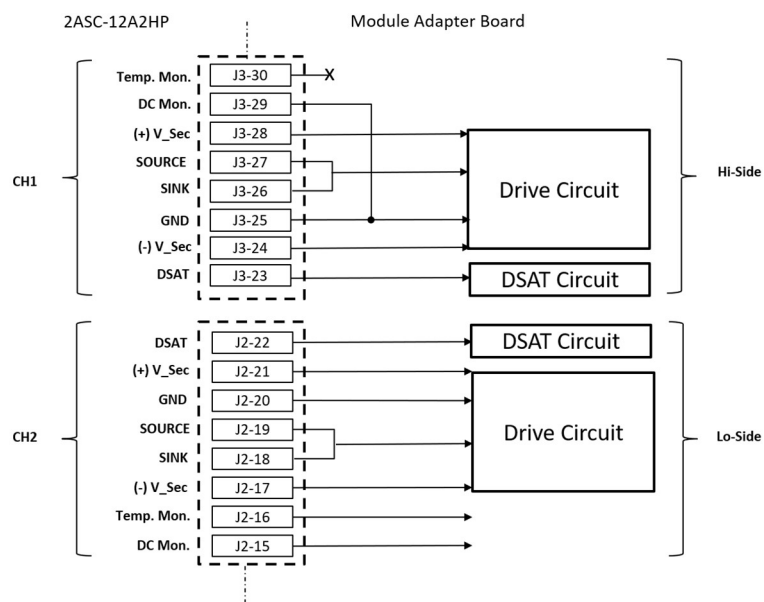 2ASC-12A2HP Module Adapter Board
Temp. Mon. J3-30 X
DC Mon. J3-29
(+) V_Sec J3-28
SOURCE J3-27
SINK J3-26
GND J3-25
(-) V_Sec J3-24
DSAT J3-23
CH1
Drive Circuit
DSAT Circuit
Hi-Side
DSAT J2-22
(+) V_Sec J2-21
GND J2-20
SOURCE J2-19
SINK J2-18
(-) V_Sec J2-17
Temp. Mon. J2-16
DC Mon. J2-15
CH2
DSAT Circuit
Drive Circuit
Lo-Side